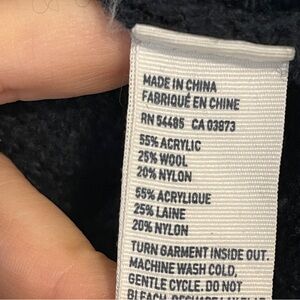 MADE IN CHINA
FABRIQUÉ EN CHINE
RN 54485 CA 03873
55% ACRYLIC
25% WOOL
20% NYLON
55% ACRYLIQUE
25% LAINE
20% NYLON
TURN GARMENT INSIDE OUT.
MACHINE WASH COLD,
GENTLE CYCLE. DO NOT
BLEACH.